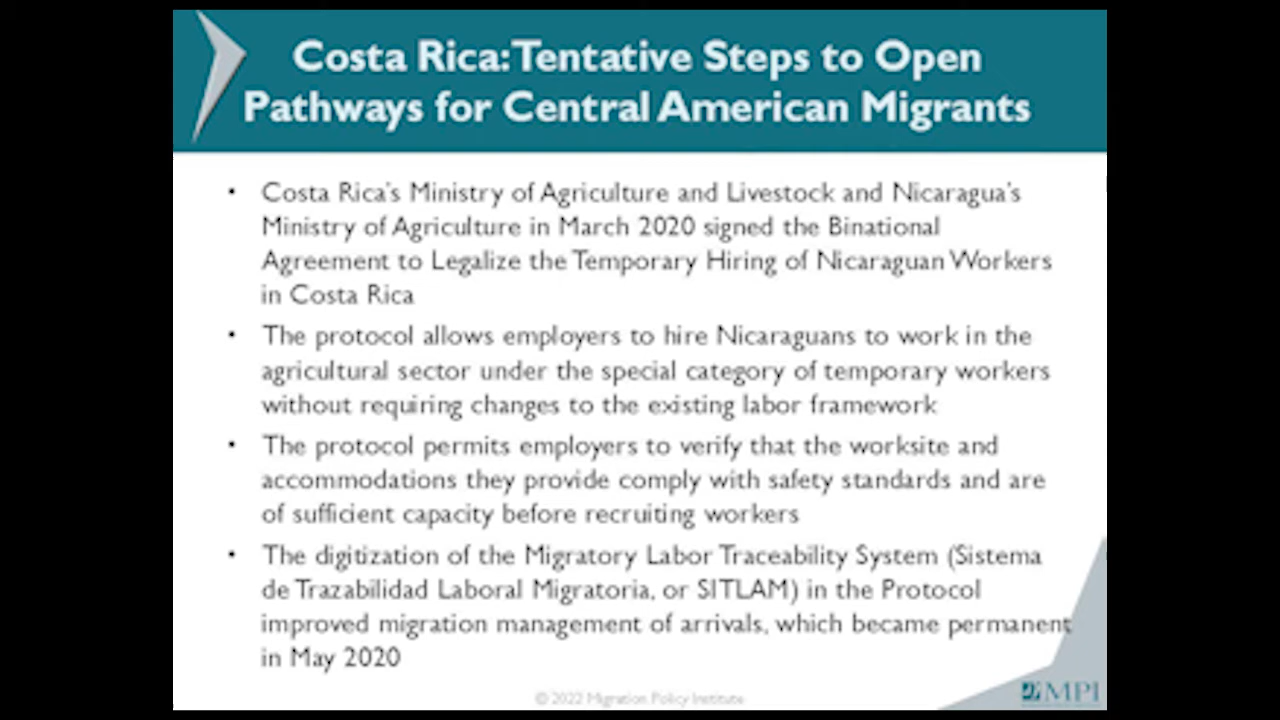 Costa Rica: Tentative Steps to Open
Pathways for Central American Migrants
• Costa Rica's Ministry of Agriculture and Livestock and Nicaragua's
Ministry of Agriculture in March 2020 signed the Binational
Agreement to Legalize the Temporary Hiring of Nicaraguan Workers
in Costa Rica
• The protocol allows employers to hire Nicaraguans to work in the
agricultural sector under the special category of temporary workers
without requiring changes to the existing labor framework
• The protocol permits employers to verify that the worksite and
accommodations they provide comply with safety standards and are
of sufficient capacity before recruiting workers
• The digitization of the Migratory Labor Traceability System (Sistema
de Trazabilidad Laboral Migratoria, or SITLAM) in the Protocol
improved migration management of arrivals, which became permanent
in May 2020
© 2022 Migration Policy Institute
MPI